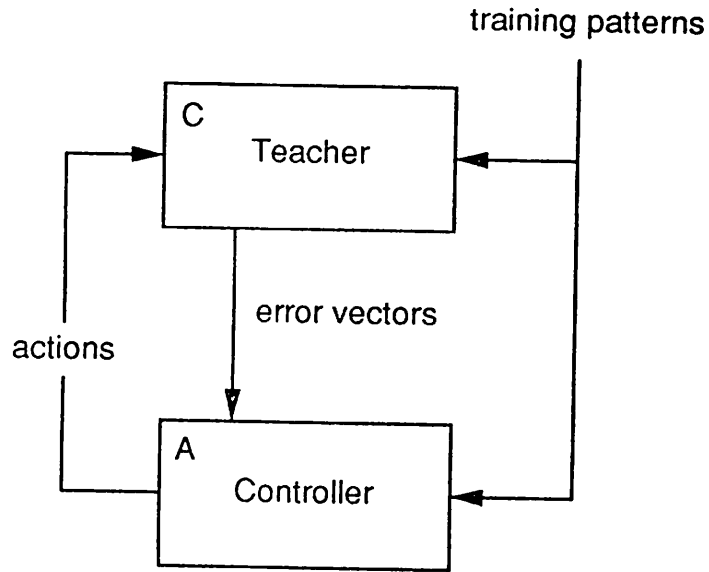 training patterns
C
Teacher
error vectors
actions
A
Controller